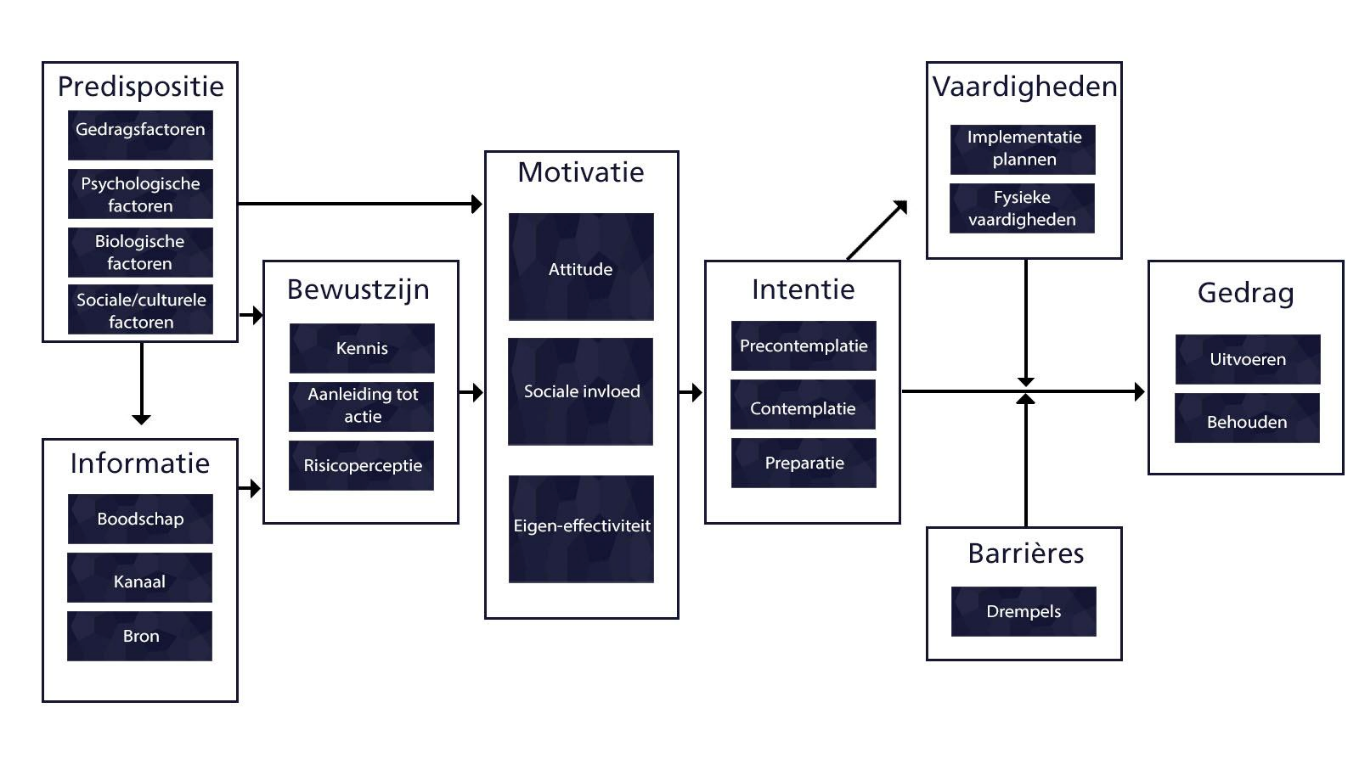 Predispositie
Gedragsfactoren
Psychologische
factoren
Biologische
factoren
Sociale/culturele
factoren
Informatie
Boodschap
Kanaal
Bron
Bewustzijn
Kennis
Aanleiding tot
actie
Risicoperceptie
Motivatie
Attitude
Sociale invloed
Eigen-effectiviteit
Intentie
Precontemplatie
Contemplatie
Preparatie
Vaardigheden
Implementatie
plannen
Fysieke
vaardigheden
Barrières
Drempels
Gedrag
Uitvoeren
Behouden